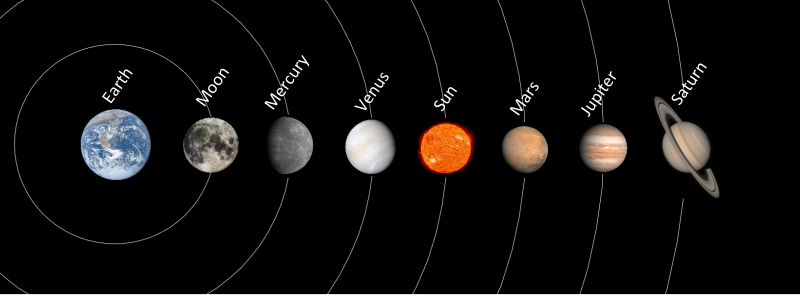 Earth
Moon
Mercury
Venus
Sun
Mars
Jupiter
Saturn